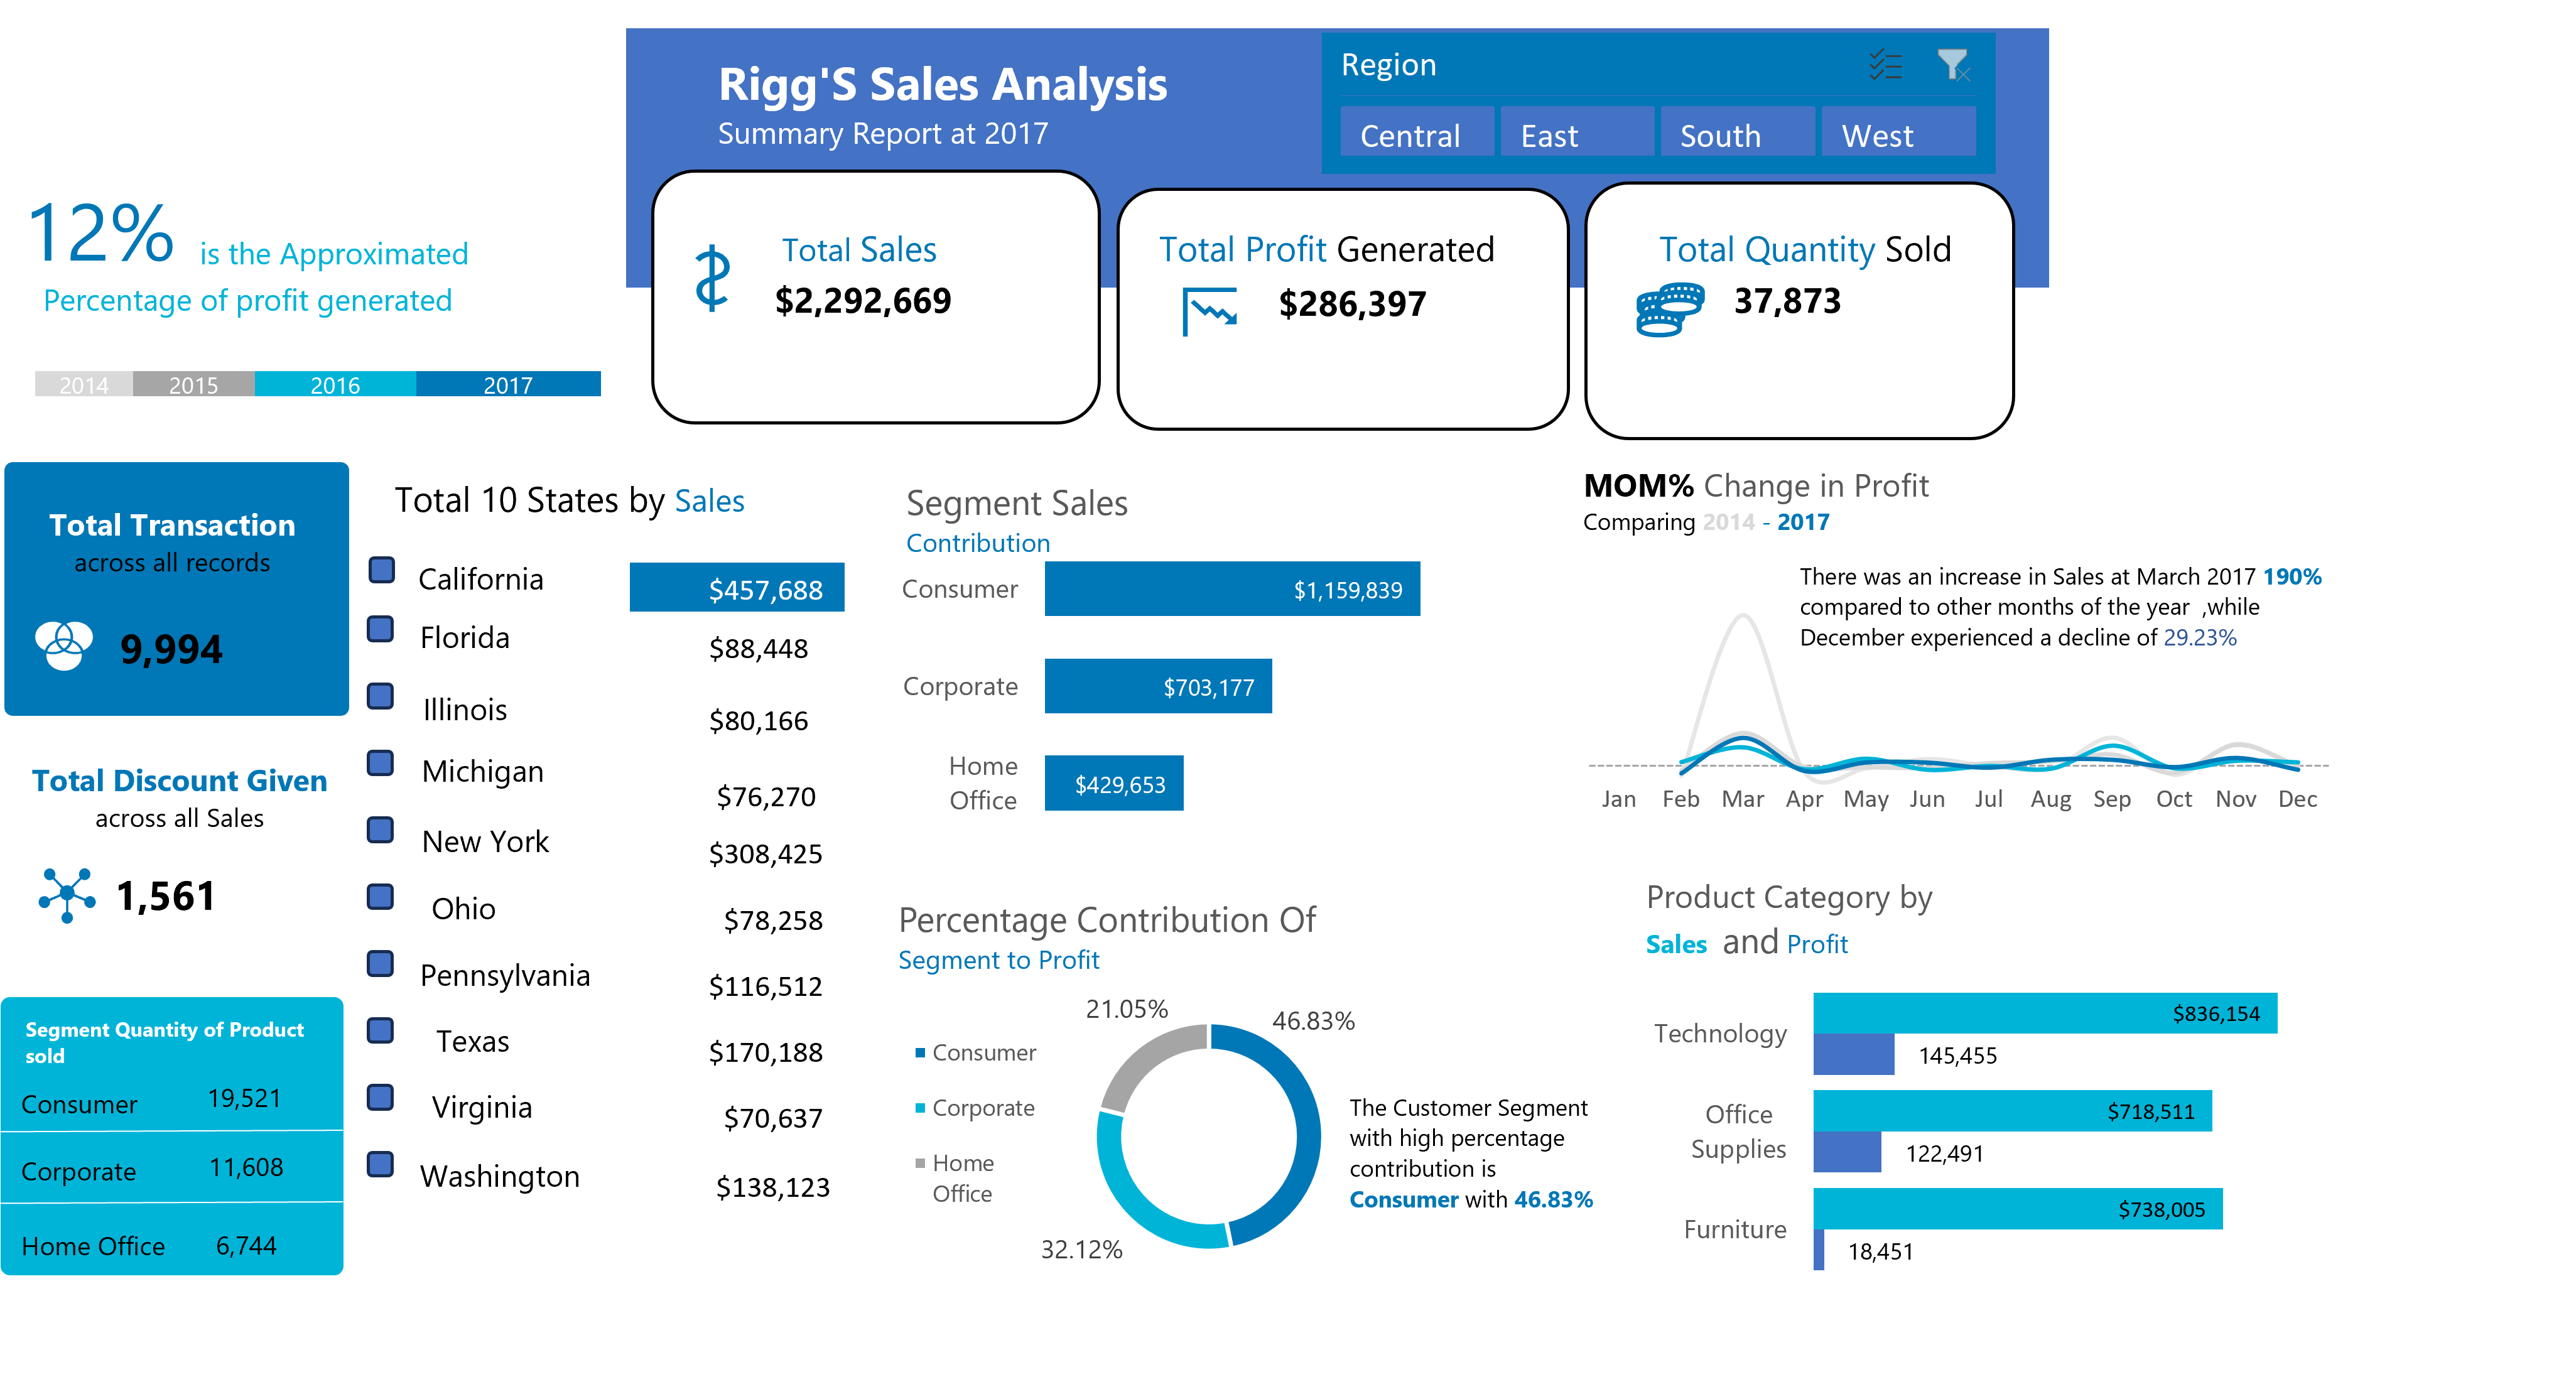 Rigg'S Sales Analysis
Summary Report at 2017
Region
Central East South West
12% is the Approximated
Percentage of profit generated
2014 2015 2016 2017
Total Sales
$2,292,669
Total Profit Generated
$286,397
Total Quantity Sold
37,873
Total Transaction
across all records
9,994
Total Discount Given
across all Sales
1,561
Segment Quantity of Product
sold
Consumer 19,521
Corporate 11,608
Home Office 6,744
Total 10 States by Sales
California $457,688
Florida $88,448
Illinois $80,166
Michigan $76,270
New York $308,425
Ohio $78,258
Pennsylvania $116,512
Texas $170,188
Virginia $70,637
Washington $138,123
Segment Sales
Contribution
Consumer $1,159,839
Corporate $703,177
Home
Office
$429,653
Percentage Contribution Of
Segment to Profit
Consumer
Corporate
Home
Office
21.05%
46.83%
32.12%
The Customer Segment
with high percentage
contribution is
Consumer with 46.83%
MOM% Change in Profit
Comparing 2014 - 2017
There was an increase in Sales at March 2017 190%
compared to other months of the year ,while
December experienced a decline of 29.23%
Jan Feb Mar Apr May Jun Jul Aug Sep Oct Nov Dec
Product Category by
Sales and Profit
Technology
$836,154
145,455
Office
Supplies
$718,511
122,491
Furniture
$738,005
18,451